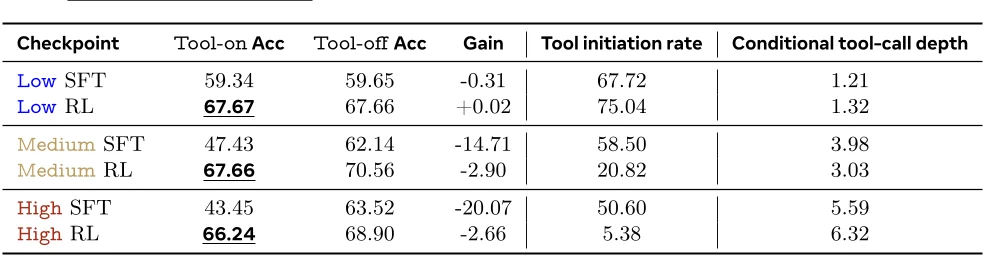 Checkpoint Tool-on Acc Tool-off Acc Gain Tool initiation rate Conditional tool-call depth
Low SFT 59.34 59.65 -0.31 67.72 1.21
Low RL 67.67 67.66 +0.02 75.04 1.32
Medium SFT 47.43 62.14 -14.71 58.50 3.98
Medium RL 67.66 70.56 -2.90 20.82 3.03
High SFT 43.45 63.52 -20.07 50.60 5.59
High RL 66.24 68.90 -2.66 5.38 6.32